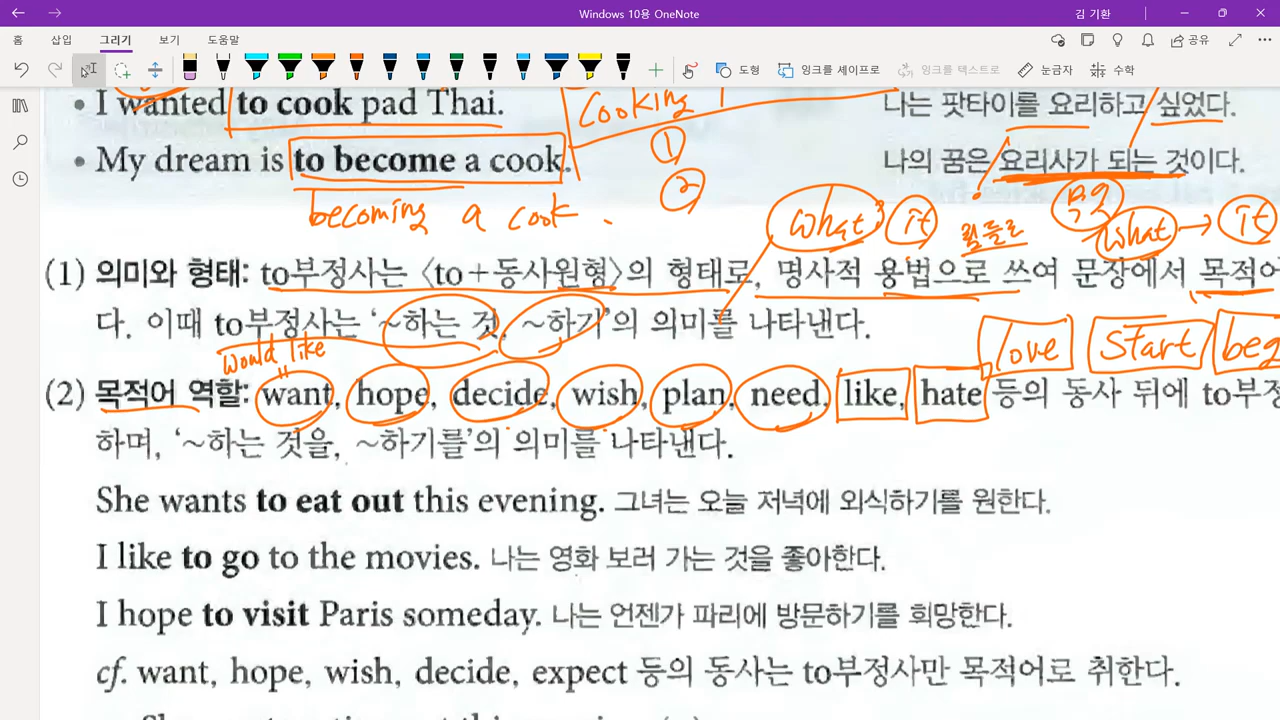 Windows 10용 OneNote
김 기환
홈 삽입 그리기 보기 도움말
공유
도형 잉크를 셰이프로 잉크를 텍스트로 눈금자 수학
• I wanted to cook pad Thai. cooking 나는 팟타이를 요리하고 싶었다.
①
• My dream is to become a cook. 나의 꿈은 요리사가 되는 것이다.
②
becoming a cook . what it what → it
(1) 의미와 형태: to부정사는 〈to+동사원형〉의 형태로, 명사적 용법으로 쓰여 문장에서 목적어
다. 이때 to부정사는 ‘~하는 것, ~하기’의 의미를 나타낸다.
would like love start beg
(2) 목적어 역할: want, hope, decide, wish, plan, need, like, hate 등의 동사 뒤에 to부정
하며, ‘~하는 것을, ~하기를’의 의미를 나타낸다.
She wants to eat out this evening. 그녀는 오늘 저녁에 외식하기를 원한다.
I like to go to the movies. 나는 영화 보러 가는 것을 좋아한다.
I hope to visit Paris someday. 나는 언젠가 파리에 방문하기를 희망한다.
cf. want, hope, wish, decide, expect 등의 동사는 to부정사만 목적어로 취한다.